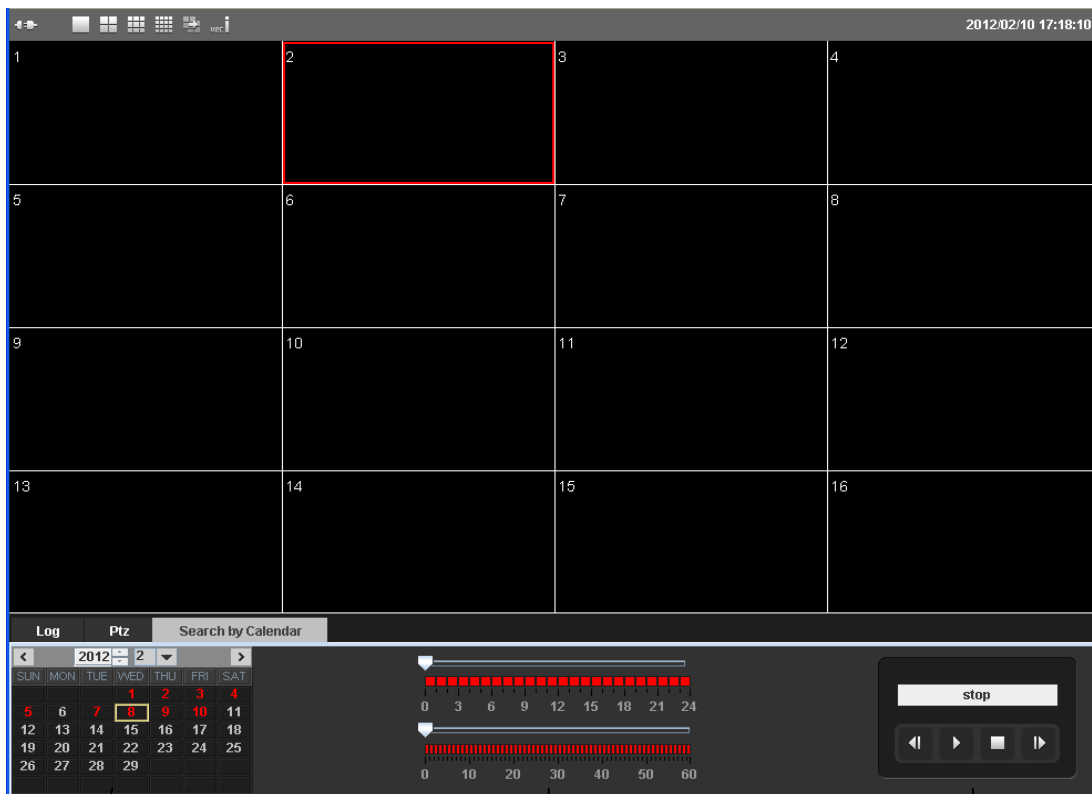 ver. i
2012/02/10 17:18:10
1 2 3 4
5 6 7 8
9 10 11 12
13 14 15 16
Log Ptz Search by Calendar
< 2012 2 >
SUN MON TUE WED THU FRI SAT
1 2 3 4
5 6 7 8 9 10 11
12 13 14 15 16 17 18
19 20 21 22 23 24 25
26 27 28 29
0 3 6 9 12 15 18 21 24
0 10 20 30 40 50 60
stop